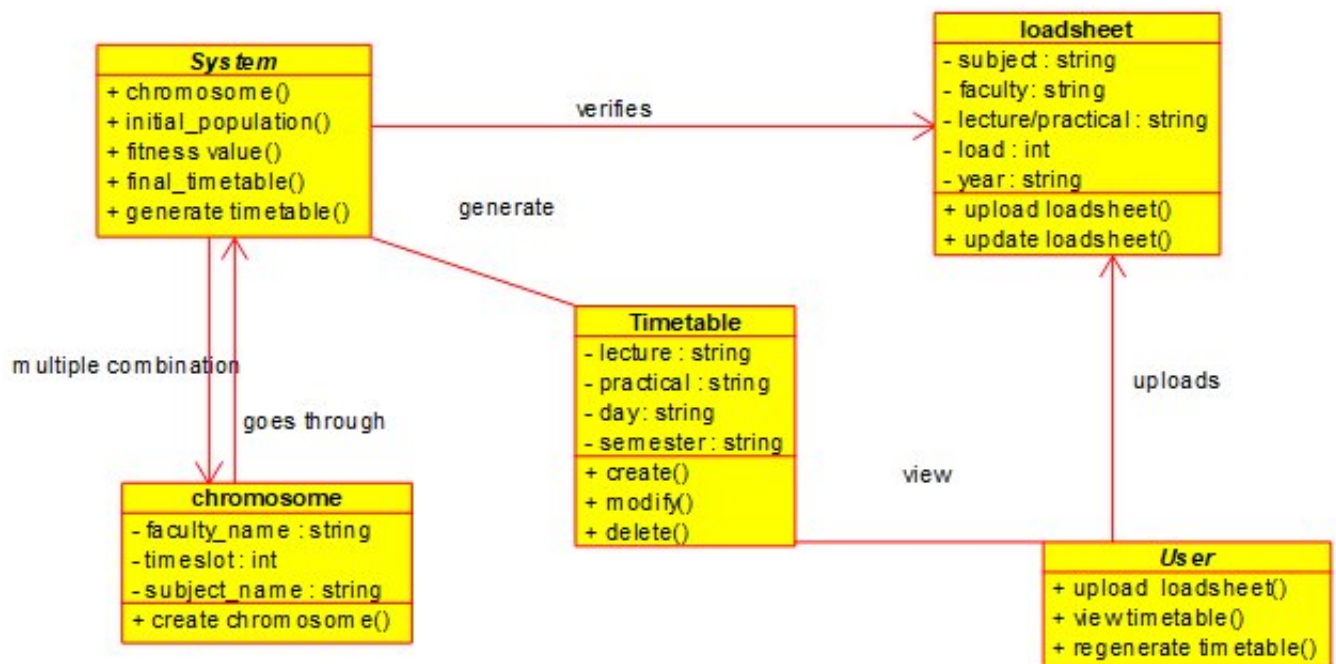 System
+ chromosome()
+ initial_population()
+ fitness value()
+ final_timetable()
+ generate timetable()
verifies
loadsheet
- subject : string
- faculty : string
- lecture/practical : string
- load : int
- year : string
+ upload loadsheet()
+ update loadsheet()
generate
multiple combination
goes through
Timetable
- lecture : string
- practical : string
- day : string
- semester : string
+ create()
+ modify()
+ delete()
uploads
view
chromosome
- faculty_name : string
- timeslot : int
- subject_name : string
+ create chromosome()
User
+ upload loadsheet()
+ view timetable()
+ regenerate timetable()